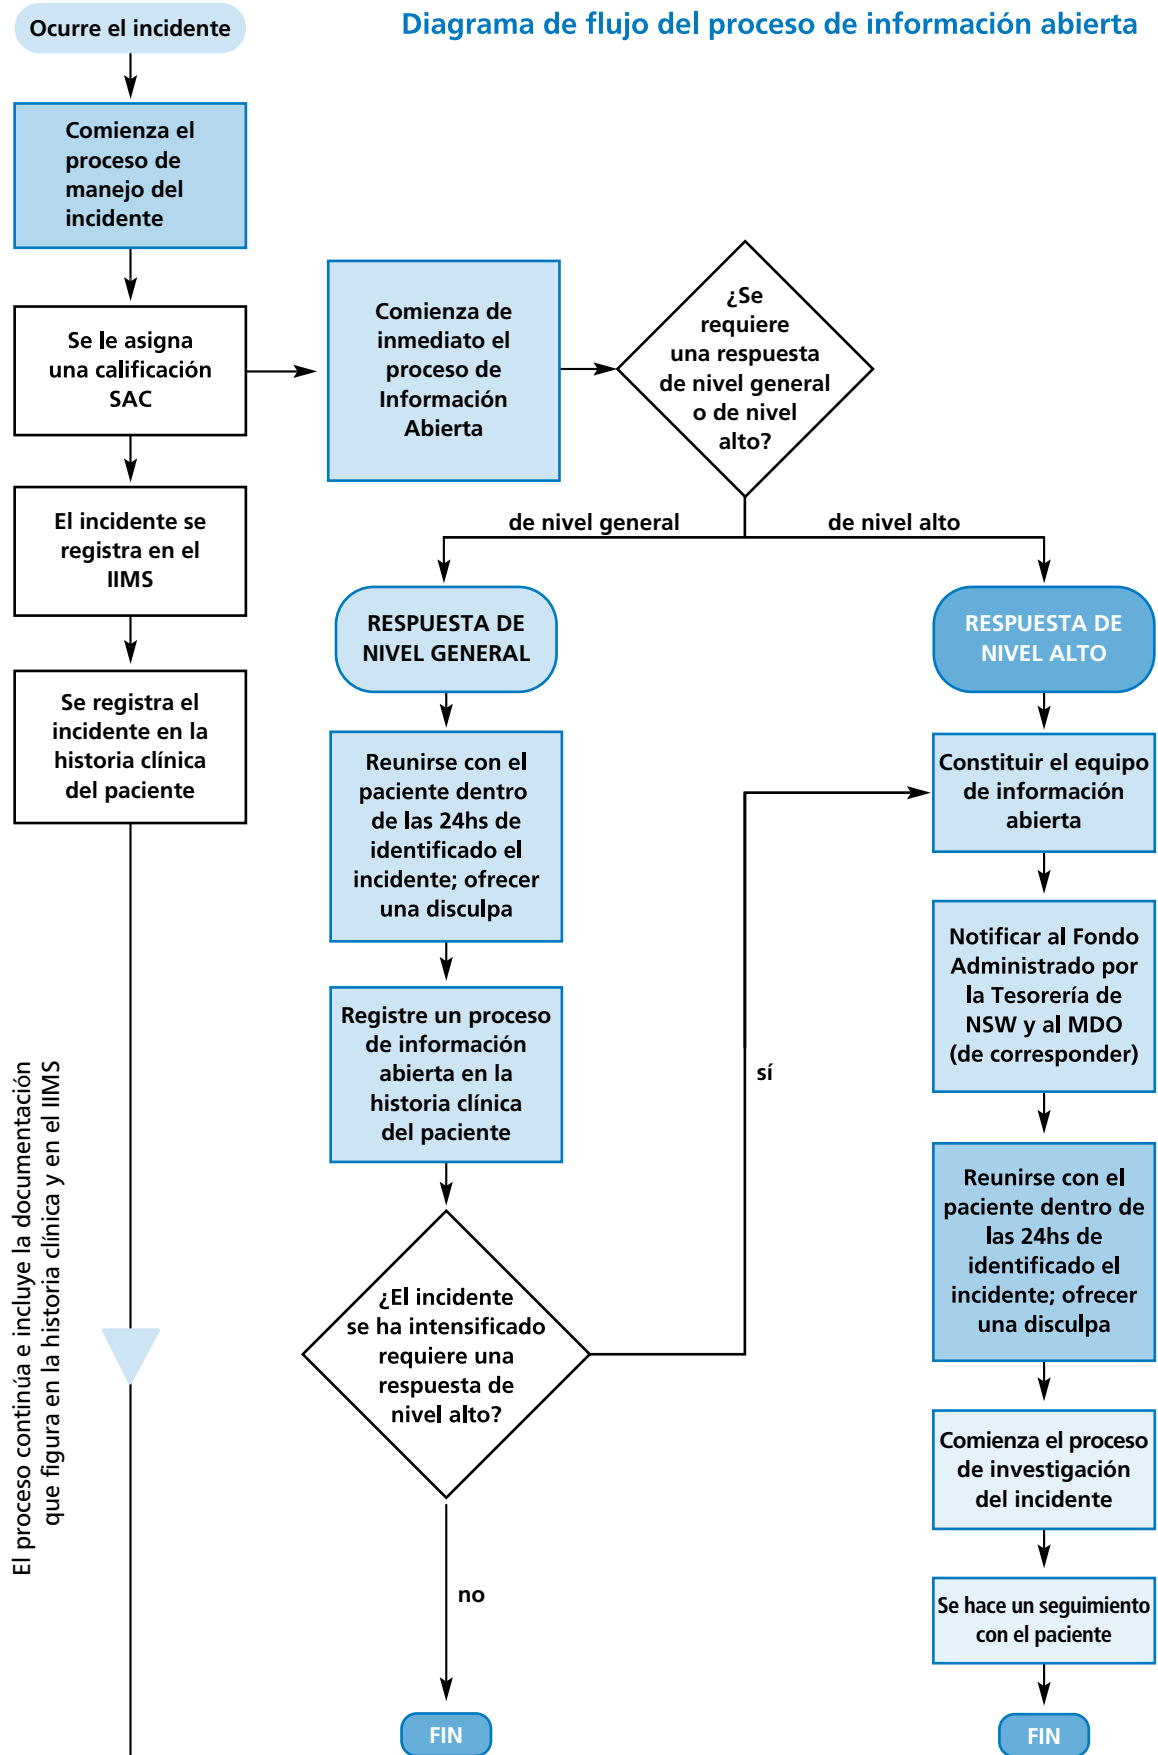 Diagrama de flujo del proceso de información abierta
Ocurre el incidente
Comienza el
proceso de
manejo del
incidente
Se le asigna
una calificación
SAC
El incidente se
registra en el
IIMS
Se registra el
incidente en la
historia clínica
del paciente
El proceso continúa e incluye la documentación
que figura en la historia clínica y en el IIMS
Comienza de
inmediato el
proceso de
Información
Abierta
¿Se
requiere
una respuesta
de nivel general
o de nivel
alto?
de nivel general
de nivel alto
RESPUESTA DE
NIVEL GENERAL
Reunirse con el
paciente dentro
de las 24hs de
identificado el
incidente; ofrecer
una disculpa
Registre un proceso
de información
abierta en la
historia clínica
del paciente
¿El incidente
se ha intensificado
requiere una
respuesta de
nivel alto?
sí
no
FIN
RESPUESTA DE
NIVEL ALTO
Constituir el equipo
de información
abierta
Notificar al Fondo
Administrado por
la Tesorería de
NSW y al MDO
(de corresponder)
Reunirse con el
paciente dentro de
las 24hs de
identificado el
incidente; ofrecer
una disculpa
Comienza el proceso
de investigación
del incidente
Se hace un seguimiento
con el paciente
FIN